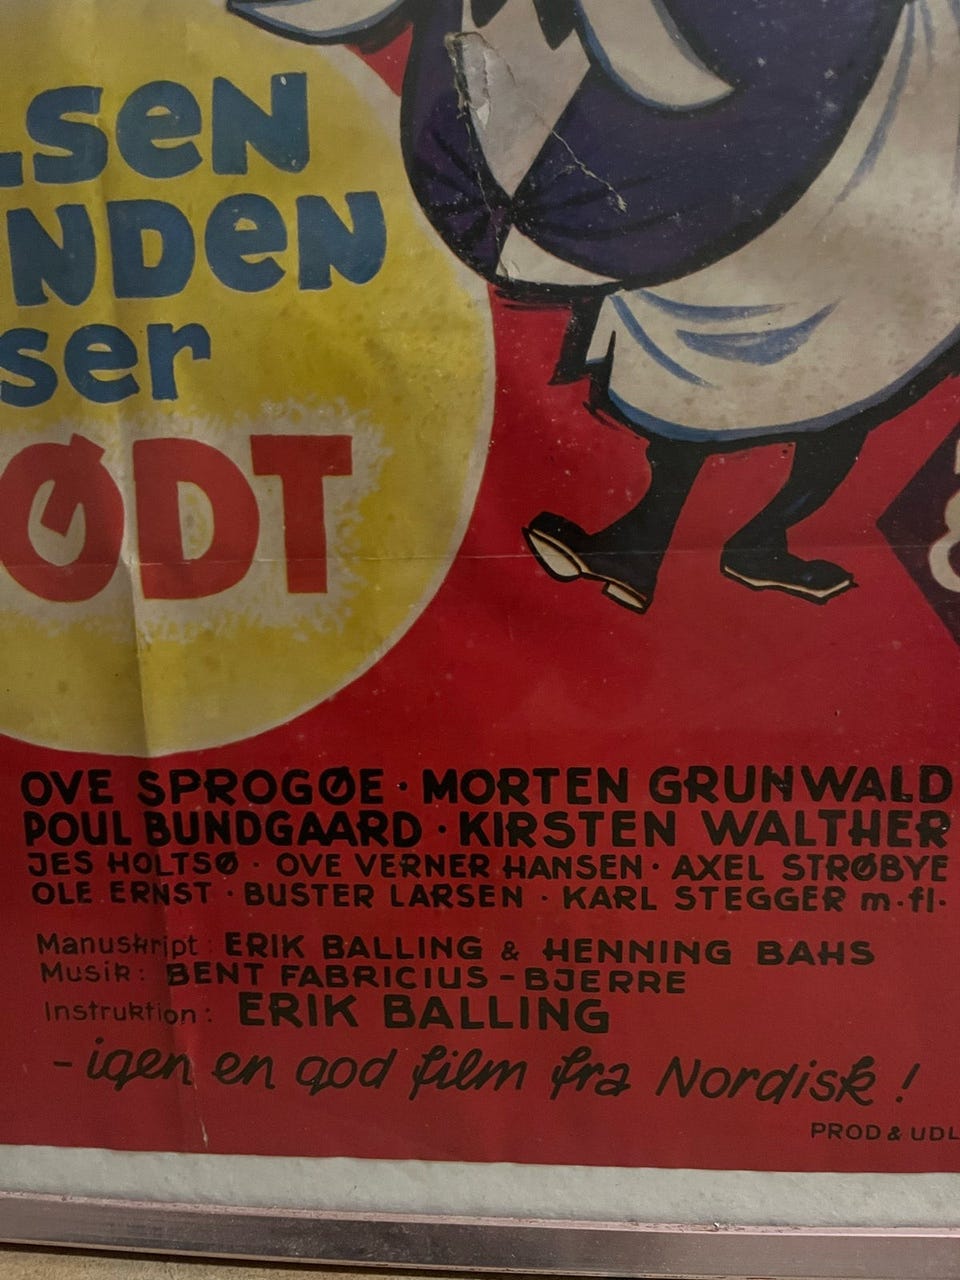 LSEN
NDEN
ser
ØDT
OVE SPROGØE · MORTEN GRUNWALD
POUL BUNDGAARD · KIRSTEN WALTHER
JES HOLTSØ · OVE VERNER HANSEN · AXEL STRØBYE
OLE ERNST · BUSTER LARSEN · KARL STEGGER m·fl·
Manuskript: ERIK BALLING & HENNING BAHS
Musik: BENT FABRICIUS-BJERRE
Instruktion: ERIK BALLING
- igen en god film fra Nordisk!
PROD & UDL